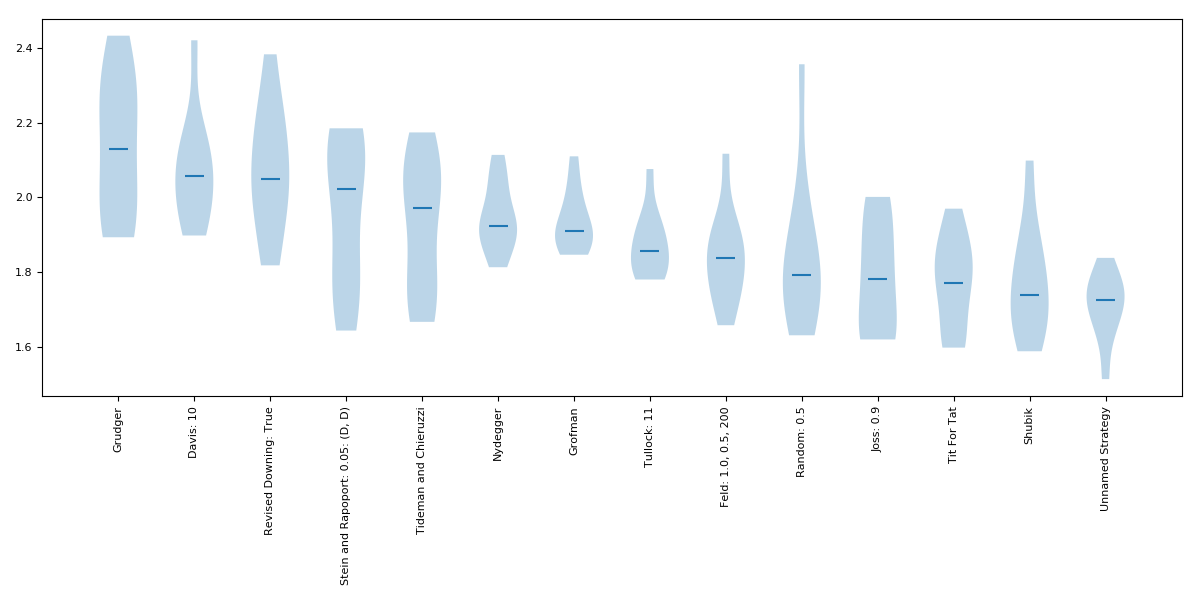 2.4
2.2
2.0
1.8
1.6
Grudger
Davis: 10
Revised Downing: True
Stein and Rapoport: 0.05: (D, D)
Tideman and Chieruzzi
Nydegger
Grofman
Tullock: 11
Feld: 1.0, 0.5, 200
Random: 0.5
Joss: 0.9
Tit For Tat
Shubik
Unnamed Strategy